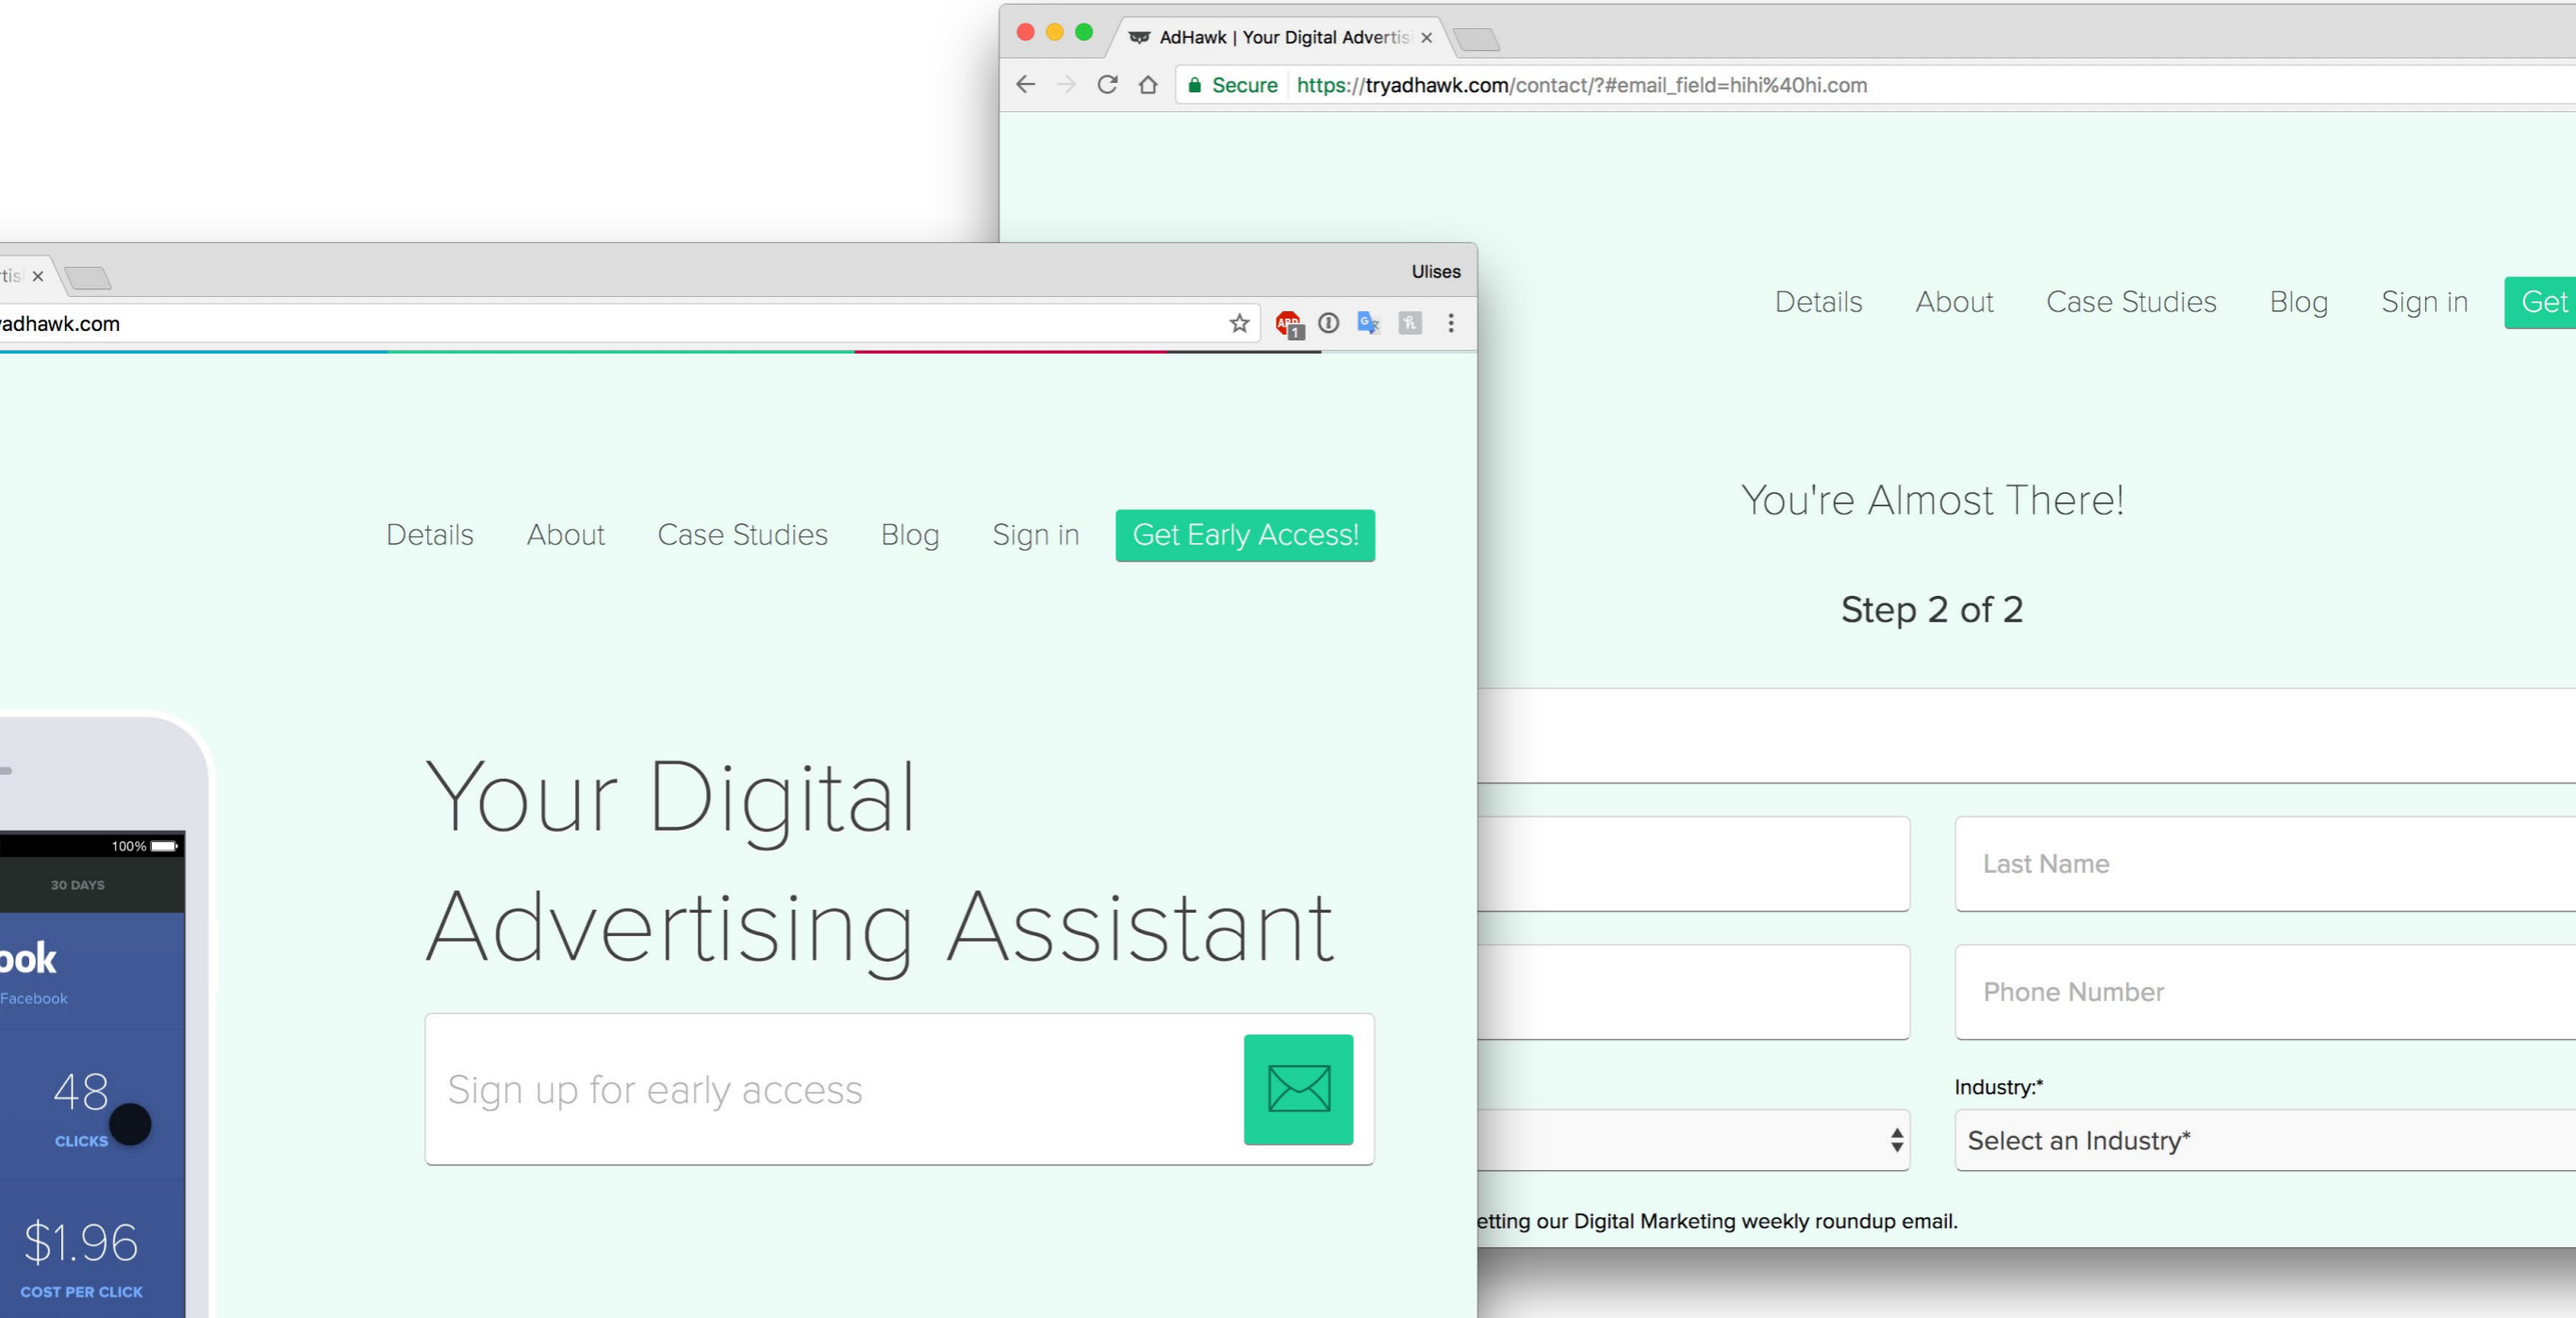 AdHawk | Your Digital Advertis
Secure https://tryadhawk.com/contact/?#email_field=hihi%40hi.com
Details About Case Studies Blog Sign in Get
You're Almost There!
Step 2 of 2
Last Name
Phone Number
Industry:*
Select an Industry*
etting our Digital Marketing weekly roundup email.
tis
Ulises
adhawk.com
ABP
1
Details About Case Studies Blog Sign in Get Early Access!
Your Digital
Advertising Assistant
Sign up for early access
100%
30 DAYS
ook
Facebook
48
CLICKS
$1.96
COST PER CLICK